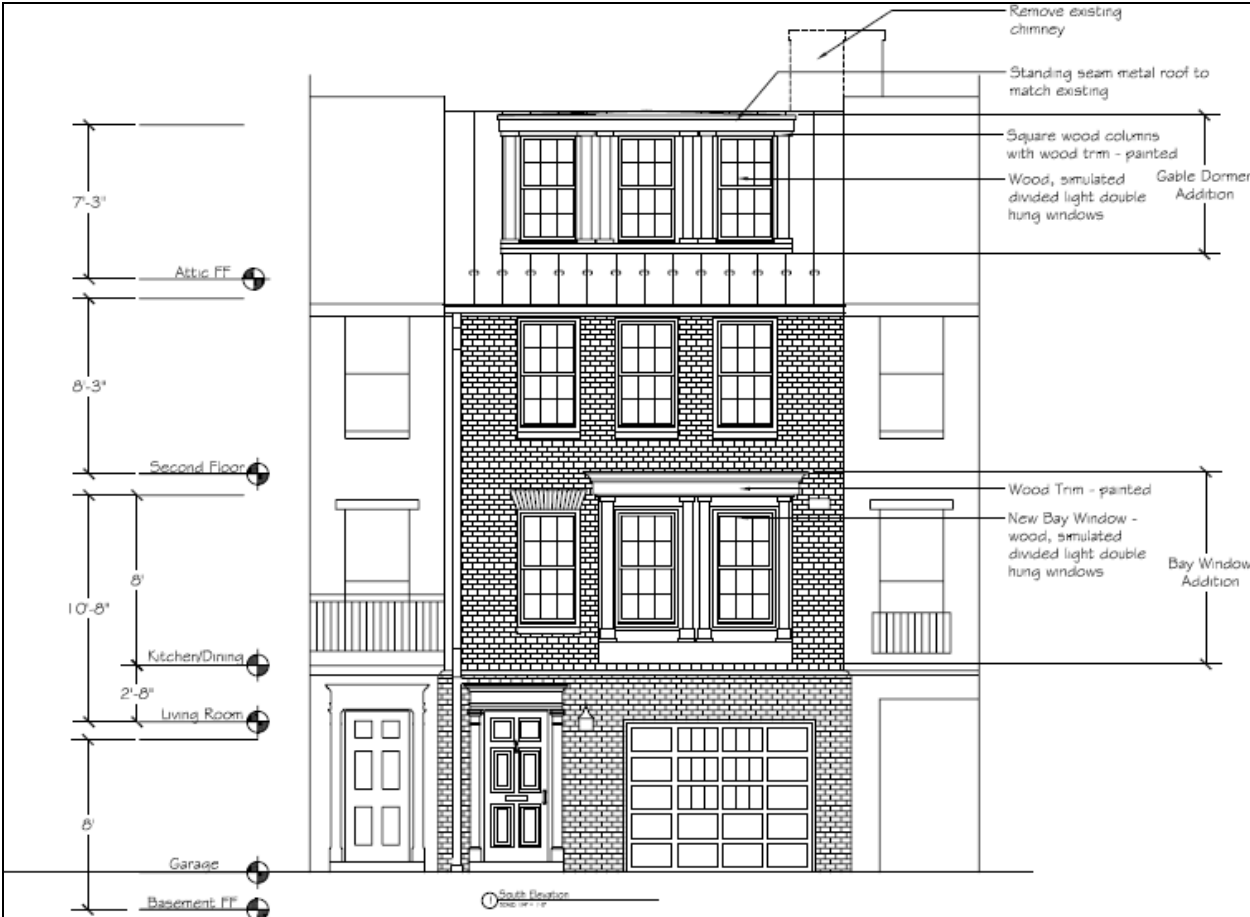 Remove existing
chimney
Standing seam metal roof to
match existing
Square wood columns
with wood trim - painted
Wood, simulated
divided light double
hung windows
Gable Dormer
Addition
7'-3"
Attic FF
8'-3"
Second Floor
Wood Trim - painted
New Bay Window -
wood, simulated
divided light double
hung windows
Bay Window
Addition
8'
10'-8"
Kitchen/Dining
2'-8"
Living Room
8'
Garage
Basement FF
1 South Elevation